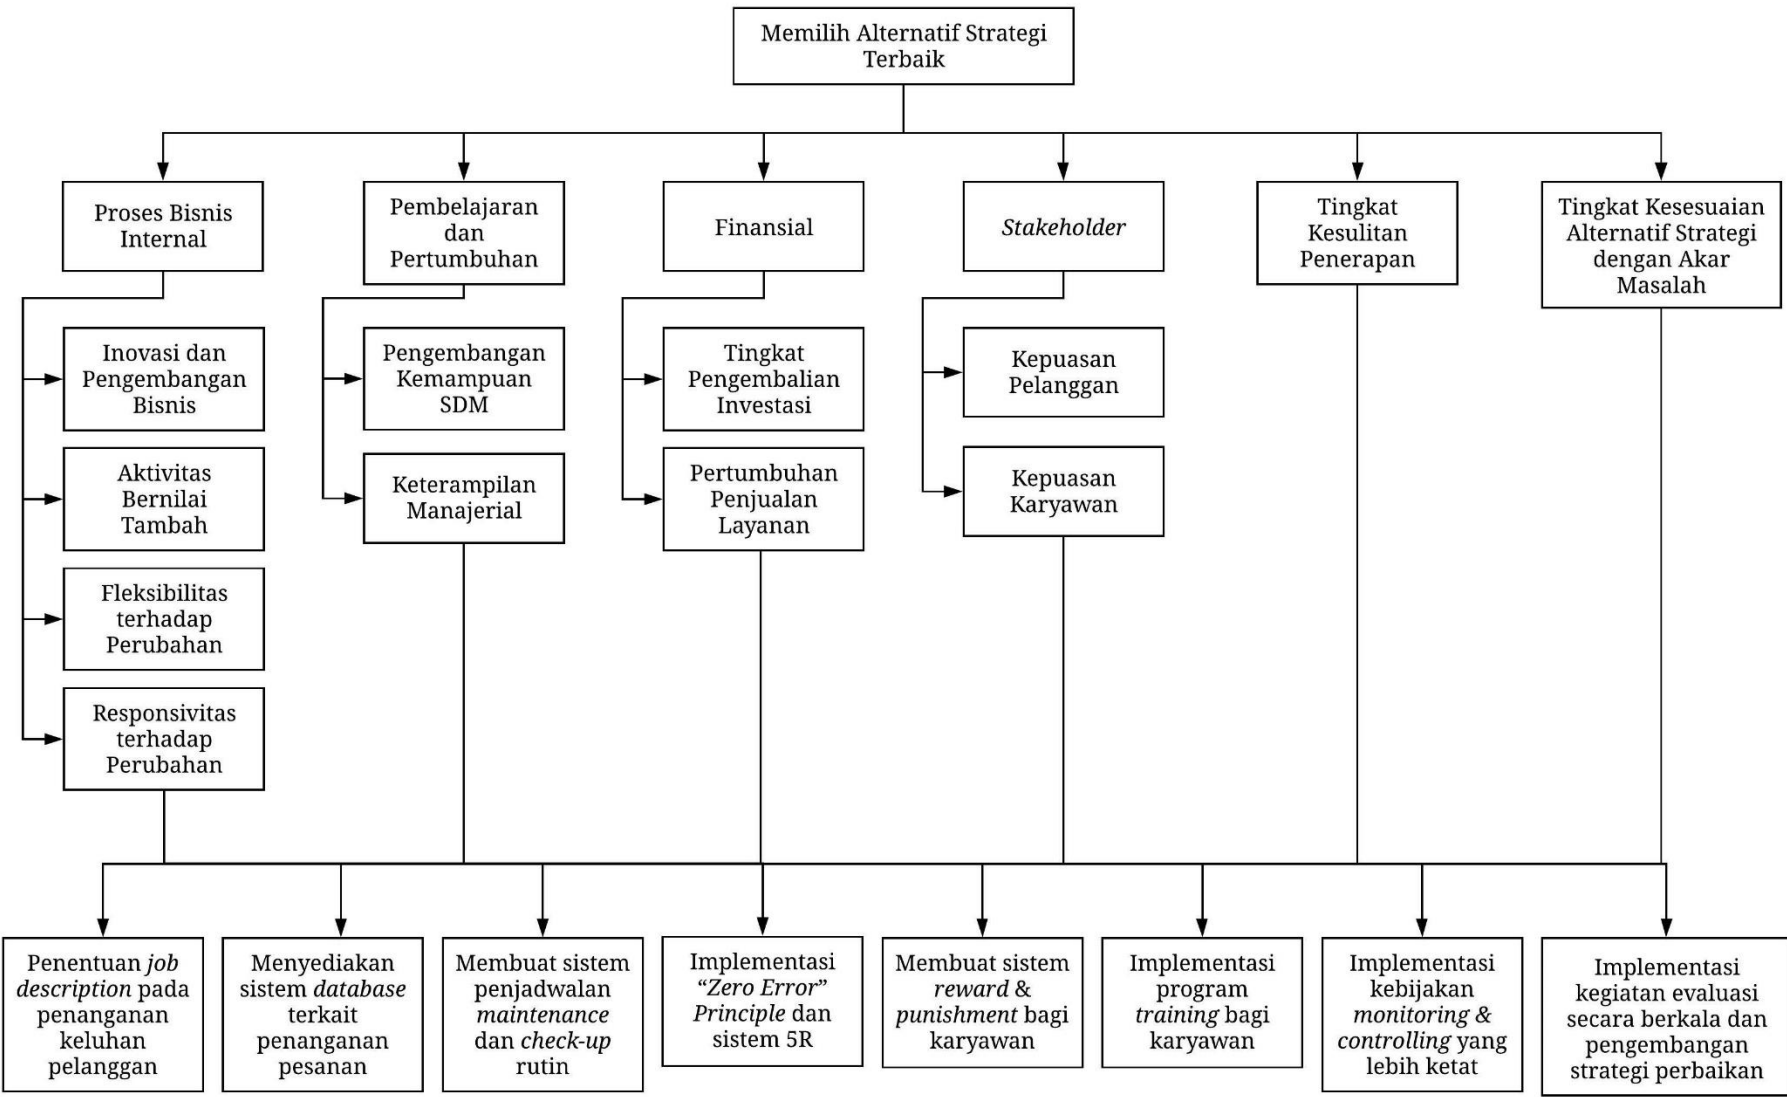 Memilih Alternatif Strategi
Terbaik
Proses Bisnis
Internal
Pembelajaran
dan
Pertumbuhan
Finansial
Stakeholder
Tingkat
Kesulitan
Penerapan
Tingkat Kesesuaian
Alternatif Strategi
dengan Akar
Masalah
Inovasi dan
Pengembangan
Bisnis
Aktivitas
Bernilai
Tambah
Fleksibilitas
terhadap
Perubahan
Responsivitas
terhadap
Perubahan
Pengembangan
Kemampuan
SDM
Keterampilan
Manajerial
Tingkat
Pengembalian
Investasi
Pertumbuhan
Penjualan
Layanan
Kepuasan
Pelanggan
Kepuasan
Karyawan
Penentuan job
description pada
penanganan
keluhan
pelanggan
Menyediakan
sistem database
terkait
penanganan
pesanan
Membuat sistem
penjadwalan
maintenance
dan check-up
rutin
Implementasi
“Zero Error”
Principle dan
sistem 5R
Membuat sistem
reward &
punishment bagi
karyawan
Implementasi
program
training bagi
karyawan
Implementasi
kebijakan
monitoring &
controlling yang
lebih ketat
Implementasi
kegiatan evaluasi
secara berkala dan
pengembangan
strategi perbaikan